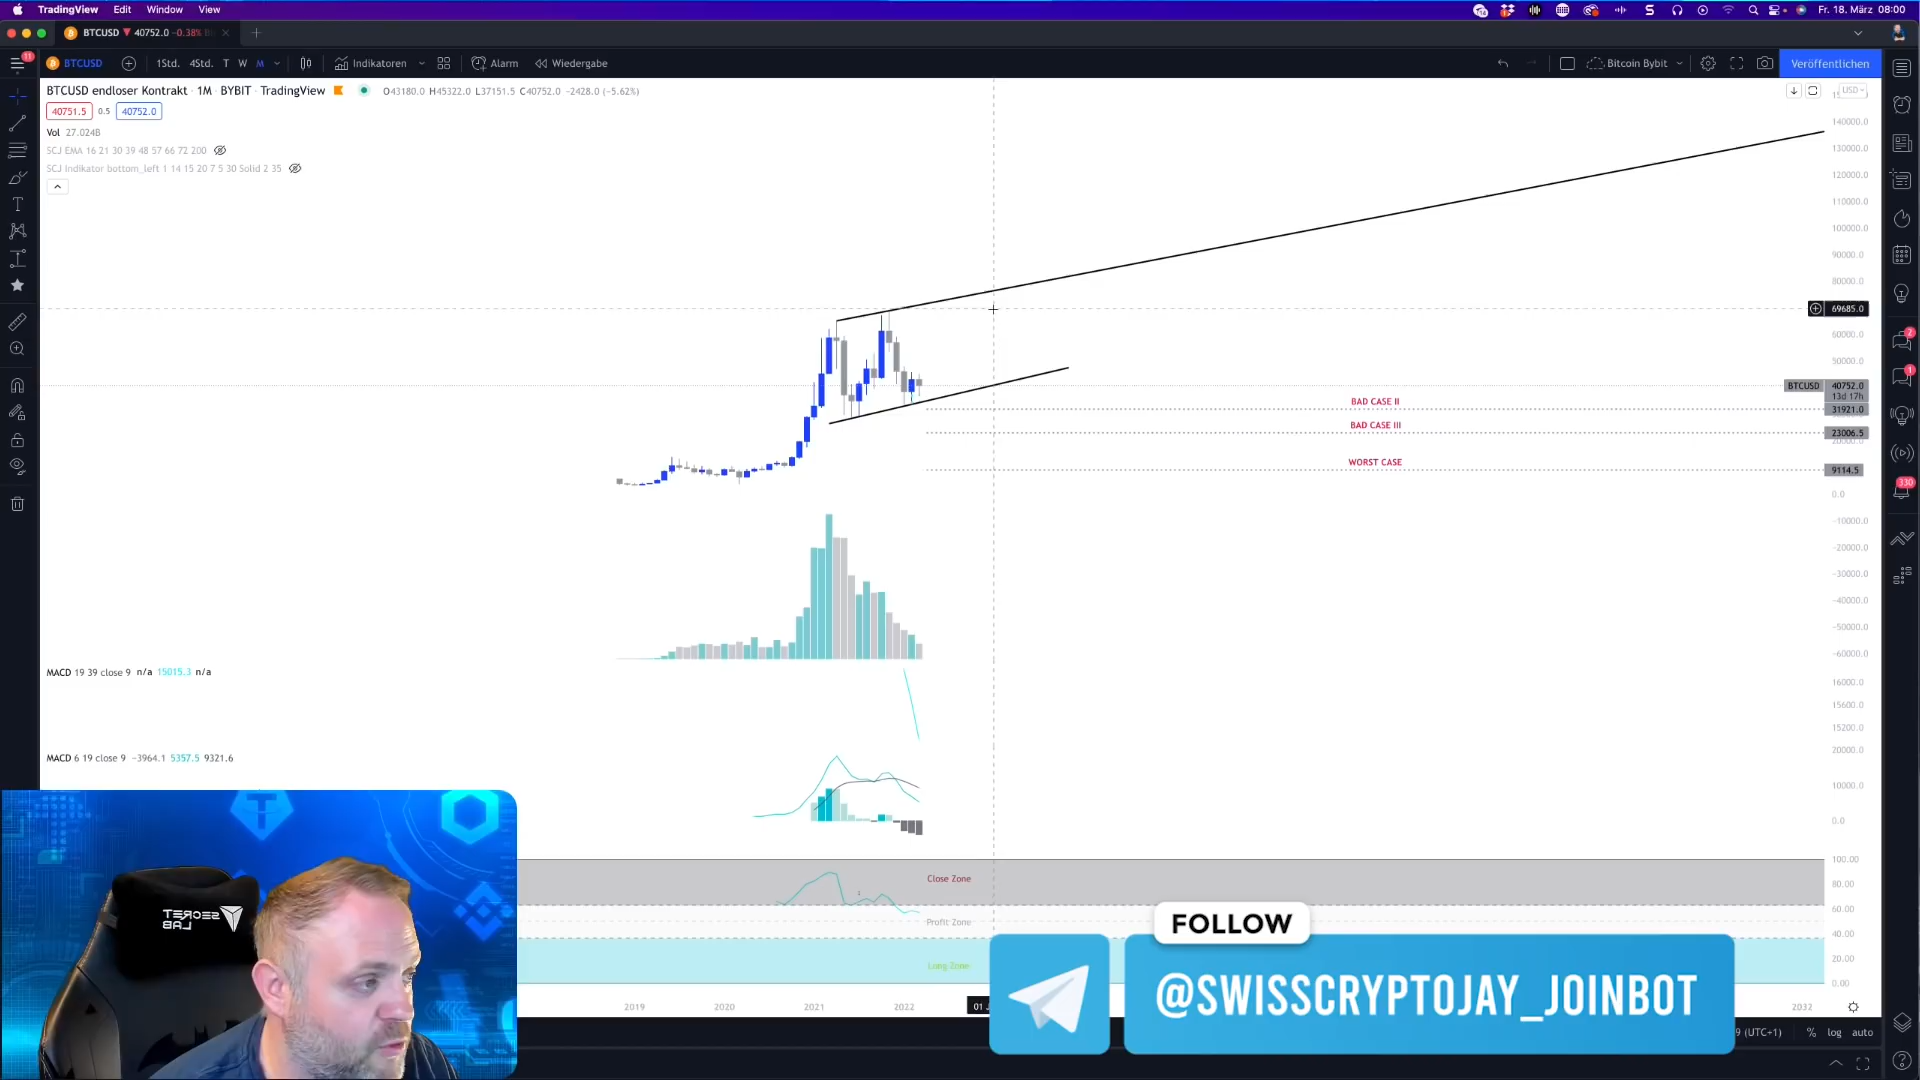 TradingView Edit Window View
Fr. 18. März 08:00
BTCUSD ▼ 40752.0 −0.38%
BTCUSD 1Std. 4Std. T W M Indikatoren Alarm Wiedergabe
Bitcoin Bybit Veröffentlichen
11
BTCUSD endloser Kontrakt · 1M · BYBIT · TradingView O43180.0 H45322.0 L37151.5 C40752.0 −2428.0 (−5.62%)
USD
40751.5 0.5 40752.0
Vol 27.024B
SCJ EMA 16 21 30 39 48 57 66 72 200
SCJ Indikator bottom_left 1 14 15 20 7 5 30 Solid 2 35
140000.0
130000.0
120000.0
110000.0
100000.0
90000.0
80000.0
69685.0
60000.0
50000.0
BTCUSD 40752.0
13d 17h
BAD CASE II
31921.0
BAD CASE III
23006.5
WORST CASE
9114.5
0.0
−10000.0
−20000.0
−30000.0
−40000.0
−50000.0
−60000.0
2
1
330
MACD 19 39 close 9 n/a 15015.3 n/a
16000.0
15600.0
15200.0
MACD 6 19 close 9 −3964.1 5357.5 9321.6
20000.0
10000.0
0.0
Close Zone
Profit Zone
Long Zone
100.00
80.00
60.00
40.00
20.00
0.00
SECRET LAB
FOLLOW
@SWISSCRYPTOJAY_JOINBOT
2019 2020 2021 2022 01 2032
(UTC+1) % log auto